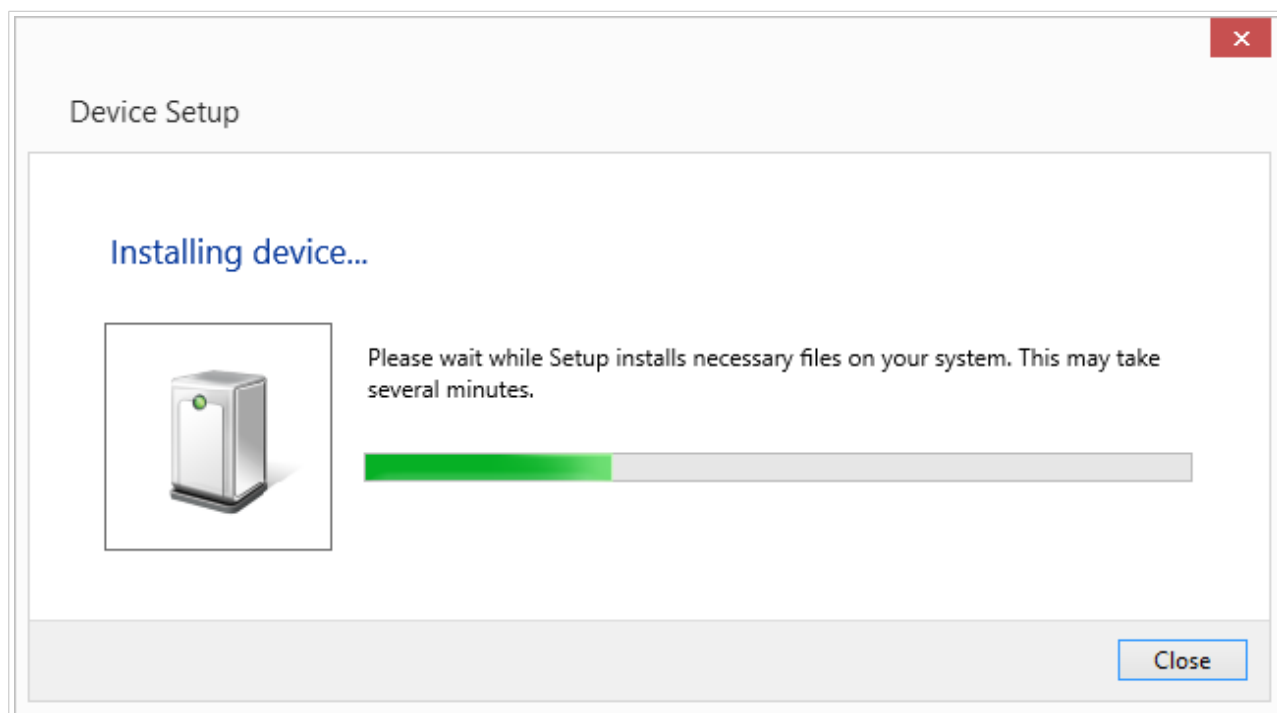 Device Setup
Installing device...
Please wait while Setup installs necessary files on your system. This may take
several minutes.
Close